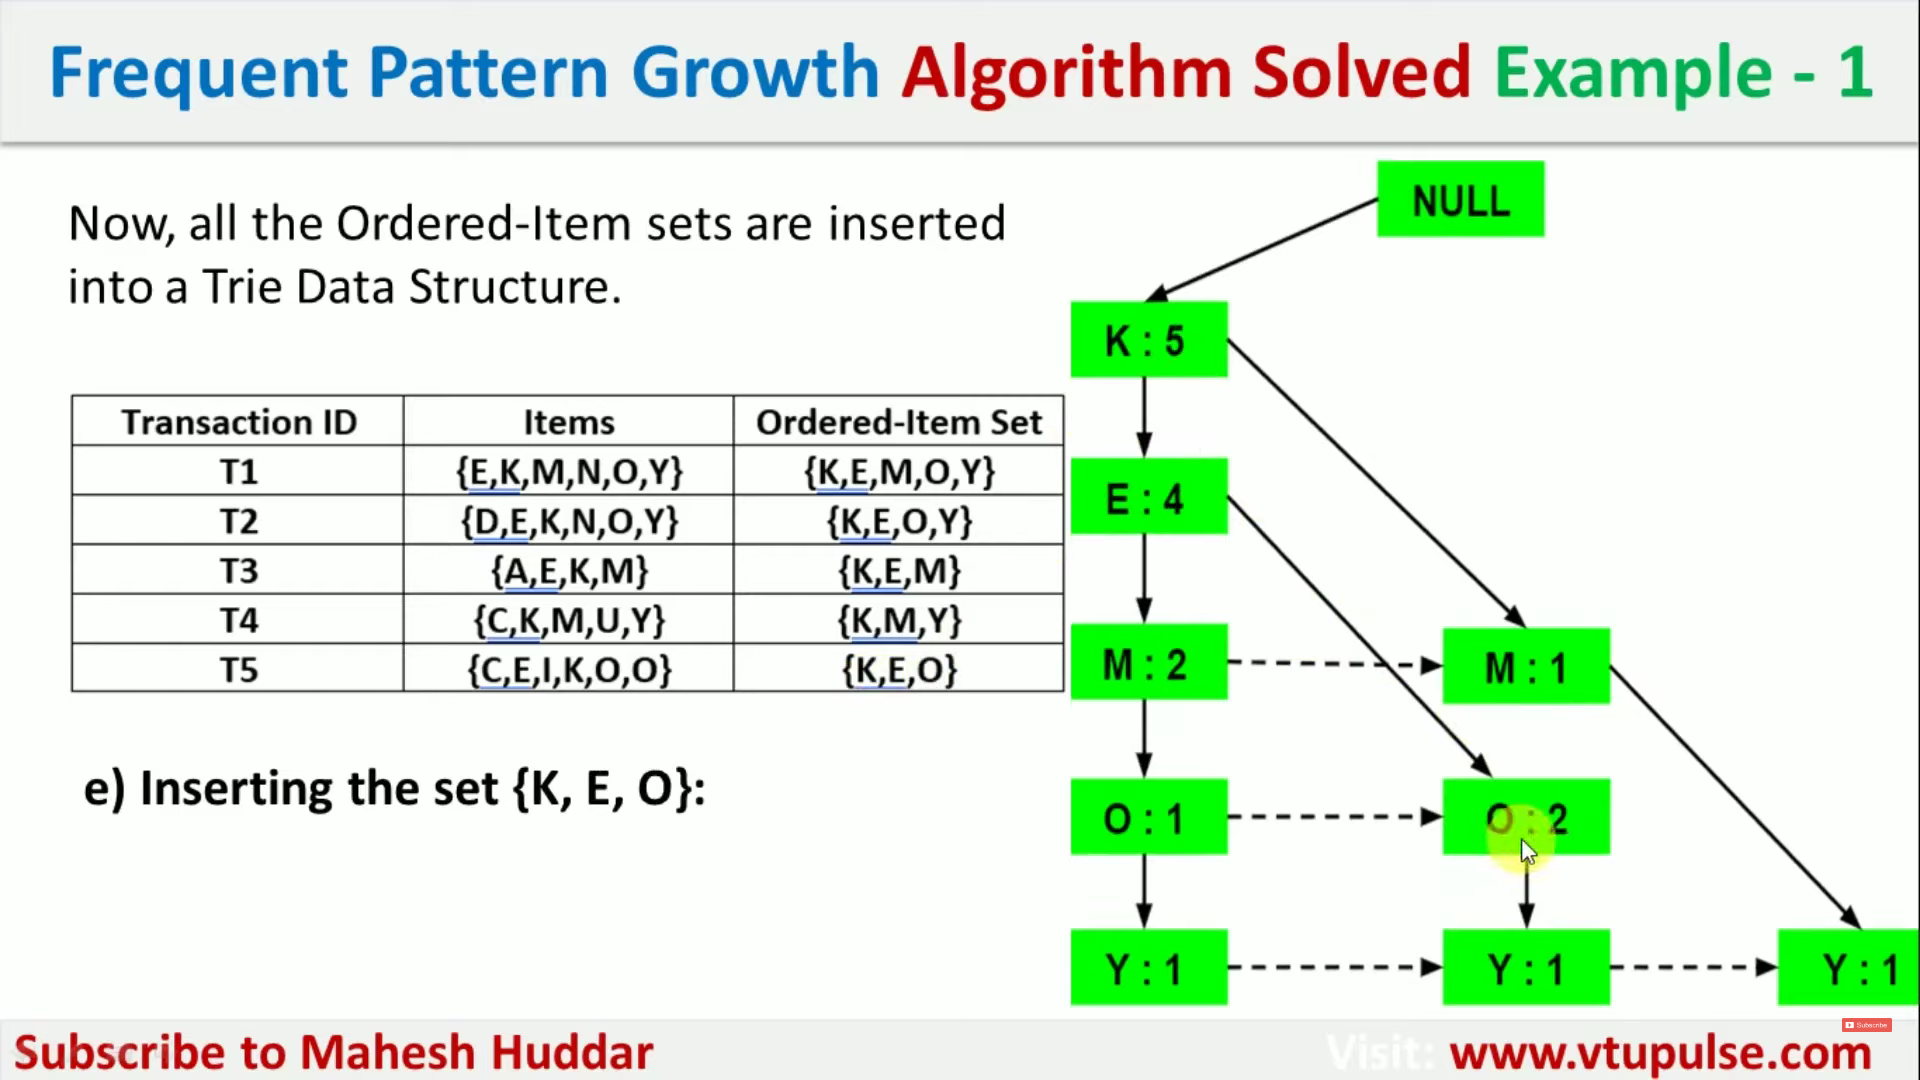 Frequent Pattern Growth Algorithm Solved Example - 1
Now, all the Ordered-Item sets are inserted
into a Trie Data Structure.
Transaction ID Items Ordered-Item Set
T1 {E,K,M,N,O,Y} {K,E,M,O,Y}
T2 {D,E,K,N,O,Y} {K,E,O,Y}
T3 {A,E,K,M} {K,E,M}
T4 {C,K,M,U,Y} {K,M,Y}
T5 {C,E,I,K,O,O} {K,E,O}
e) Inserting the set {K, E, O}:
NULL
K : 5
E : 4
M : 2 M : 1
O : 1 O : 2
Y : 1 Y : 1 Y : 1
Subscribe
Subscribe to Mahesh Huddar Visit: www.vtupulse.com